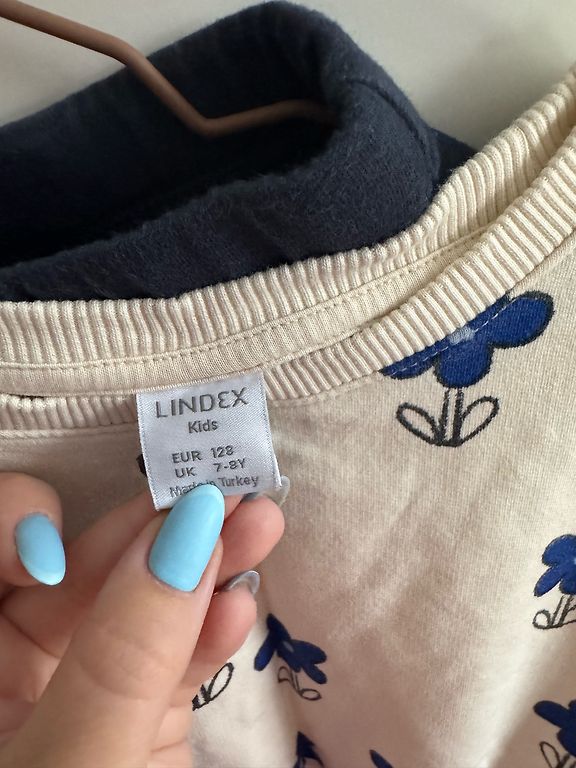 LINDEX
Kids
EUR 128
UK 7-8Y
Made in Turkey